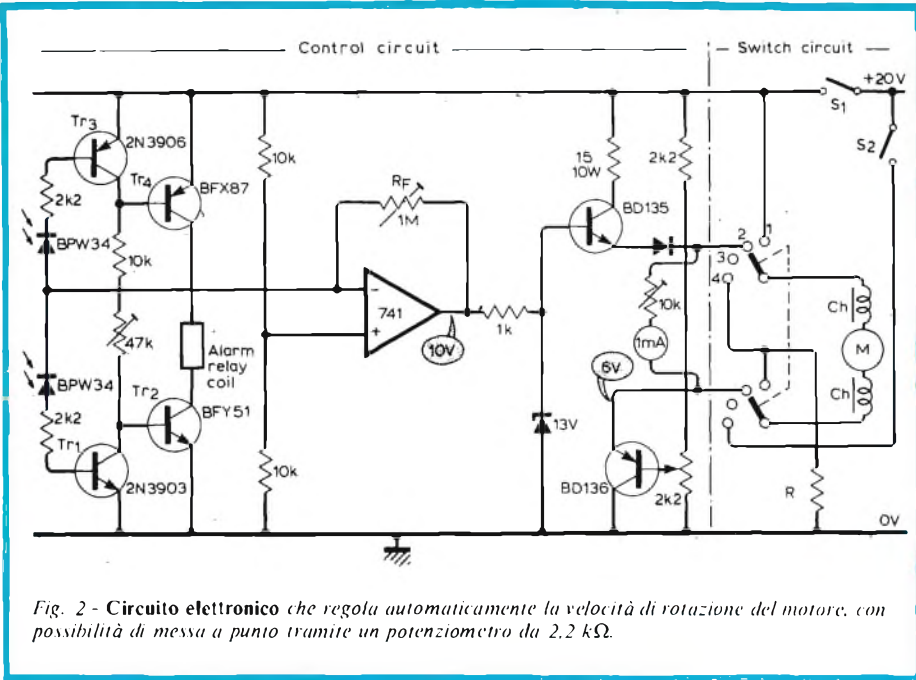 Control circuit
Switch circuit
+20V
S1
S2
Tr3
2N3906
Tr4
BFX87
2k2
BPW34
10k
47k
BPW34
2k2
Tr1
2N3903
Tr2
BFY51
Alarm
relay
coil
10k
10k
RF
1M
-
+
741
10V
1k
13V
15
10W
BD135
2k2
10k
1mA
6V
BD136
2k2
2
1
3
4
Ch
M
Ch
R
0V
Fig. 2 - Circuito elettronico che regola automaticamente la velocità di rotazione del motore, con
possibilità di messa a punto tramite un potenziometro da 2,2 kΩ.